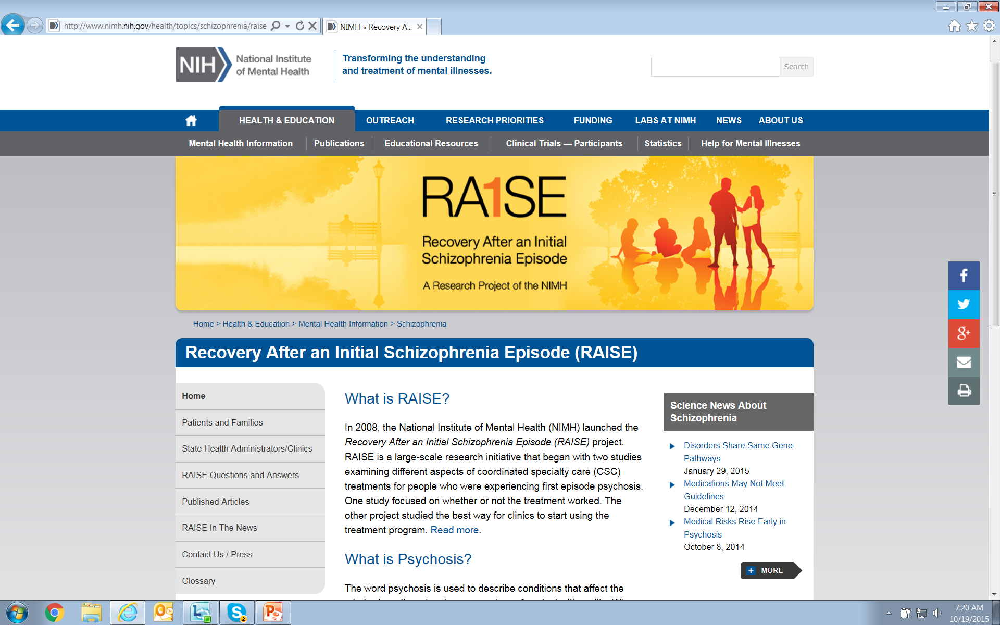 http://www.nimh.nih.gov/health/topics/schizophrenia/raise
NIMH » Recovery A...
NIH
National Institute
of Mental Health
Transforming the understanding
and treatment of mental illnesses.
Search
HEALTH & EDUCATION OUTREACH RESEARCH PRIORITIES FUNDING LABS AT NIMH NEWS ABOUT US
Mental Health Information Publications Educational Resources Clinical Trials — Participants Statistics Help for Mental Illnesses
RA1SE
Recovery After an Initial
Schizophrenia Episode
A Research Project of the NIMH
Home > Health & Education > Mental Health Information > Schizophrenia
Recovery After an Initial Schizophrenia Episode (RAISE)
Home
Patients and Families
State Health Administrators/Clinics
RAISE Questions and Answers
Published Articles
RAISE In The News
Contact Us / Press
Glossary
What is RAISE?
In 2008, the National Institute of Mental Health (NIMH) launched the
Recovery After an Initial Schizophrenia Episode (RAISE) project.
RAISE is a large-scale research initiative that began with two studies
examining different aspects of coordinated specialty care (CSC)
treatments for people who were experiencing first episode psychosis.
One study focused on whether or not the treatment worked. The
other project studied the best way for clinics to start using the
treatment program. Read more.
What is Psychosis?
The word psychosis is used to describe conditions that affect the
Science News About
Schizophrenia
Disorders Share Same Gene
Pathways
January 29, 2015
Medications May Not Meet
Guidelines
December 12, 2014
Medical Risks Rise Early in
Psychosis
October 8, 2014
MORE
f
g+
2
7:20 AM
10/19/2015